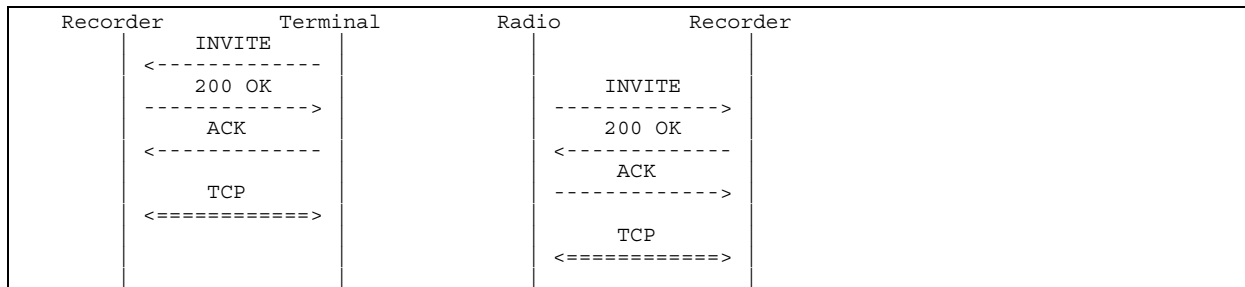 Recorder Terminal Radio Recorder
INVITE
<-------------
200 OK INVITE
-------------> ------------->
ACK 200 OK
<------------- <-------------
ACK
TCP ------------->
<============>
TCP
<============>